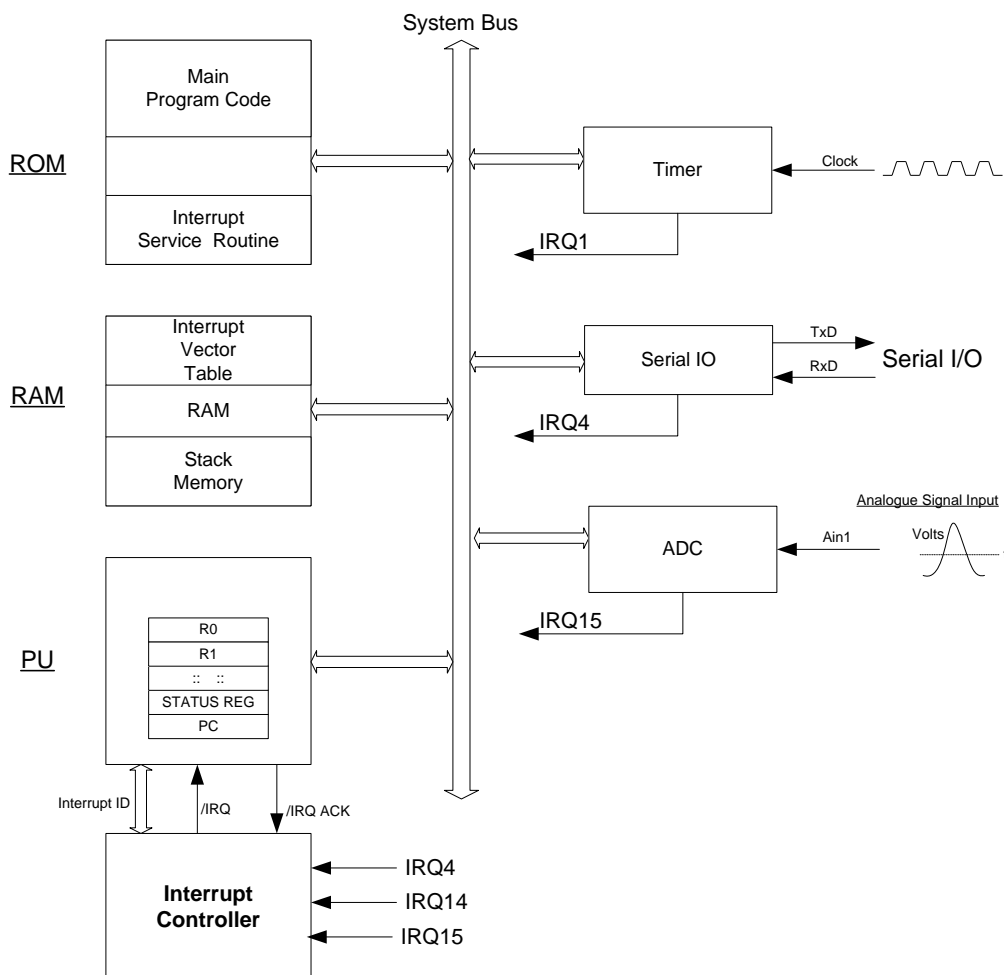 System Bus
ROM
Main
Program Code
Interrupt
Service Routine
RAM
Interrupt
Vector
Table
RAM
Stack
Memory
PU
R0
R1
:: ::
STATUS REG
PC
Interrupt ID
/IRQ
/IRQ ACK
Interrupt
Controller
IRQ4
IRQ14
IRQ15
Timer
Clock
IRQ1
Serial IO
TxD
RxD
Serial I/O
IRQ4
Analogue Signal Input
ADC
Ain1
Volts
IRQ15